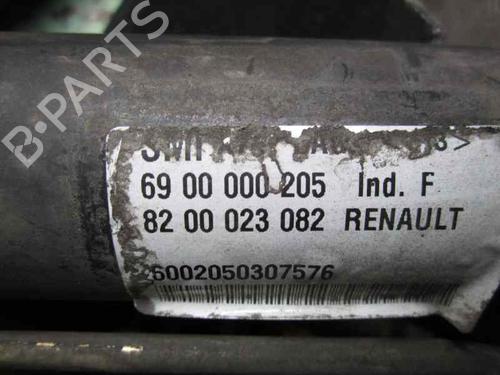 B-PARTS
69 00 000 205 Ind. F
82 00 023 082 RENAULT
6002050307576